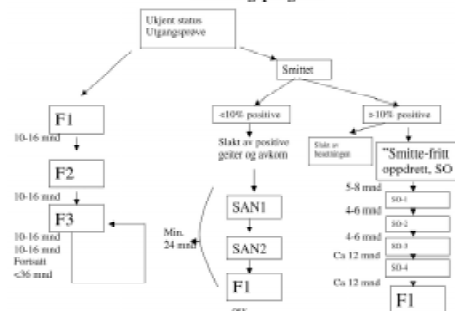 Ukjent status
Utgangsprøve
Smittet
F1
10-16 mnd
F2
10-16 mnd
F3
10-16 mnd
10-16 mnd
Fortsatt
<36 mnd
<10% positive
Slakt av positive
geiter og avkom
SAN1
Min.
24 mnd
SAN2
F1
>10% positive
Slakt av
besetningen
"Smitte-fritt
oppdrett, SO
5-8 mnd
SO-1
4-6 mnd
SO-2
4-6 mnd
SO-3
Ca 12 mnd
SO-4
Ca 12 mnd
F1